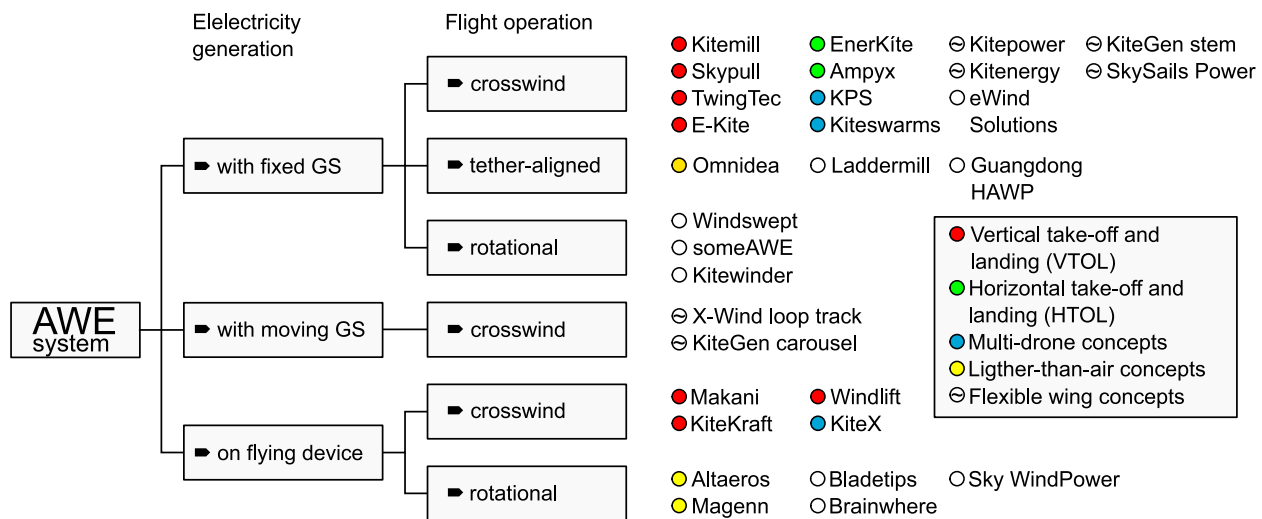 Elelectricity
generation
Flight operation
AWE
system
with fixed GS
with moving GS
on flying device
crosswind
tether-aligned
rotational
crosswind
crosswind
rotational
Kitemill EnerKíte Kitepower KiteGen stem
Skypull Ampyx Kitenergy SkySails Power
TwingTec KPS eWind
E-Kite Kiteswarms Solutions
Omnidea Laddermill Guangdong
HAWP
Windswept
someAWE
Kitewinder
X-Wind loop track
KiteGen carousel
Makani Windlift
KiteKraft KiteX
Altaeros Bladetips Sky WindPower
Magenn Brainwhere
Vertical take-off and
landing (VTOL)
Horizontal take-off and
landing (HTOL)
Multi-drone concepts
Ligther-than-air concepts
Flexible wing concepts